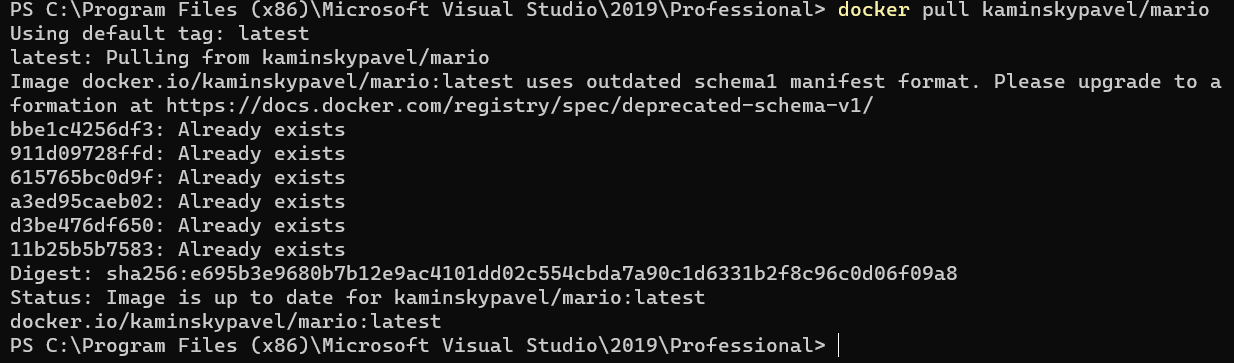 PS C:\Program Files (x86)\Microsoft Visual Studio\2019\Professional> docker pull kaminskypavel/mario
Using default tag: latest
latest: Pulling from kaminskypavel/mario
Image docker.io/kaminskypavel/mario:latest uses outdated schema1 manifest format. Please upgrade to a
formation at https://docs.docker.com/registry/spec/deprecated-schema-v1/
bbe1c4256df3: Already exists
911d09728ffd: Already exists
615765bc0d9f: Already exists
a3ed95caeb02: Already exists
d3be476df650: Already exists
11b25b5b7583: Already exists
Digest: sha256:e695b3e9680b7b12e9ac4101dd02c554cbda7a90c1d6331b2f8c96c0d06f09a8
Status: Image is up to date for kaminskypavel/mario:latest
docker.io/kaminskypavel/mario:latest
PS C:\Program Files (x86)\Microsoft Visual Studio\2019\Professional>